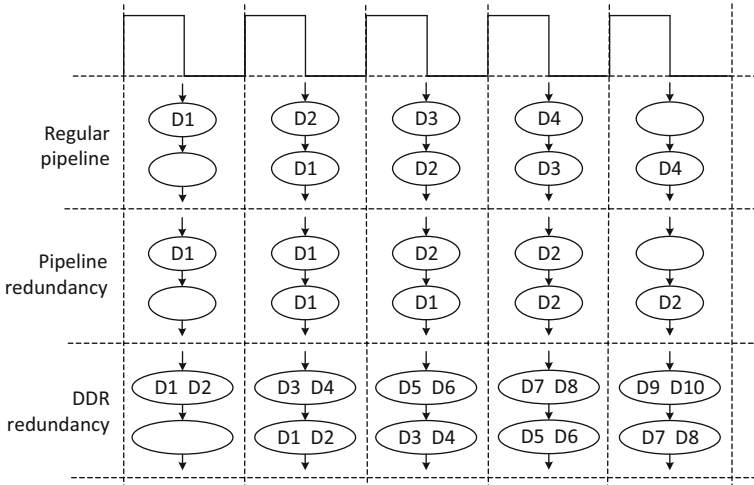 D1 D2 D3 D4
Regular
pipeline
D1 D2 D3 D4
D1 D1 D2 D2
Pipeline
redundancy
D1 D1 D2 D2
D1 D2 D3 D4 D5 D6 D7 D8 D9 D10
DDR
redundancy
D1 D2 D3 D4 D5 D6 D7 D8